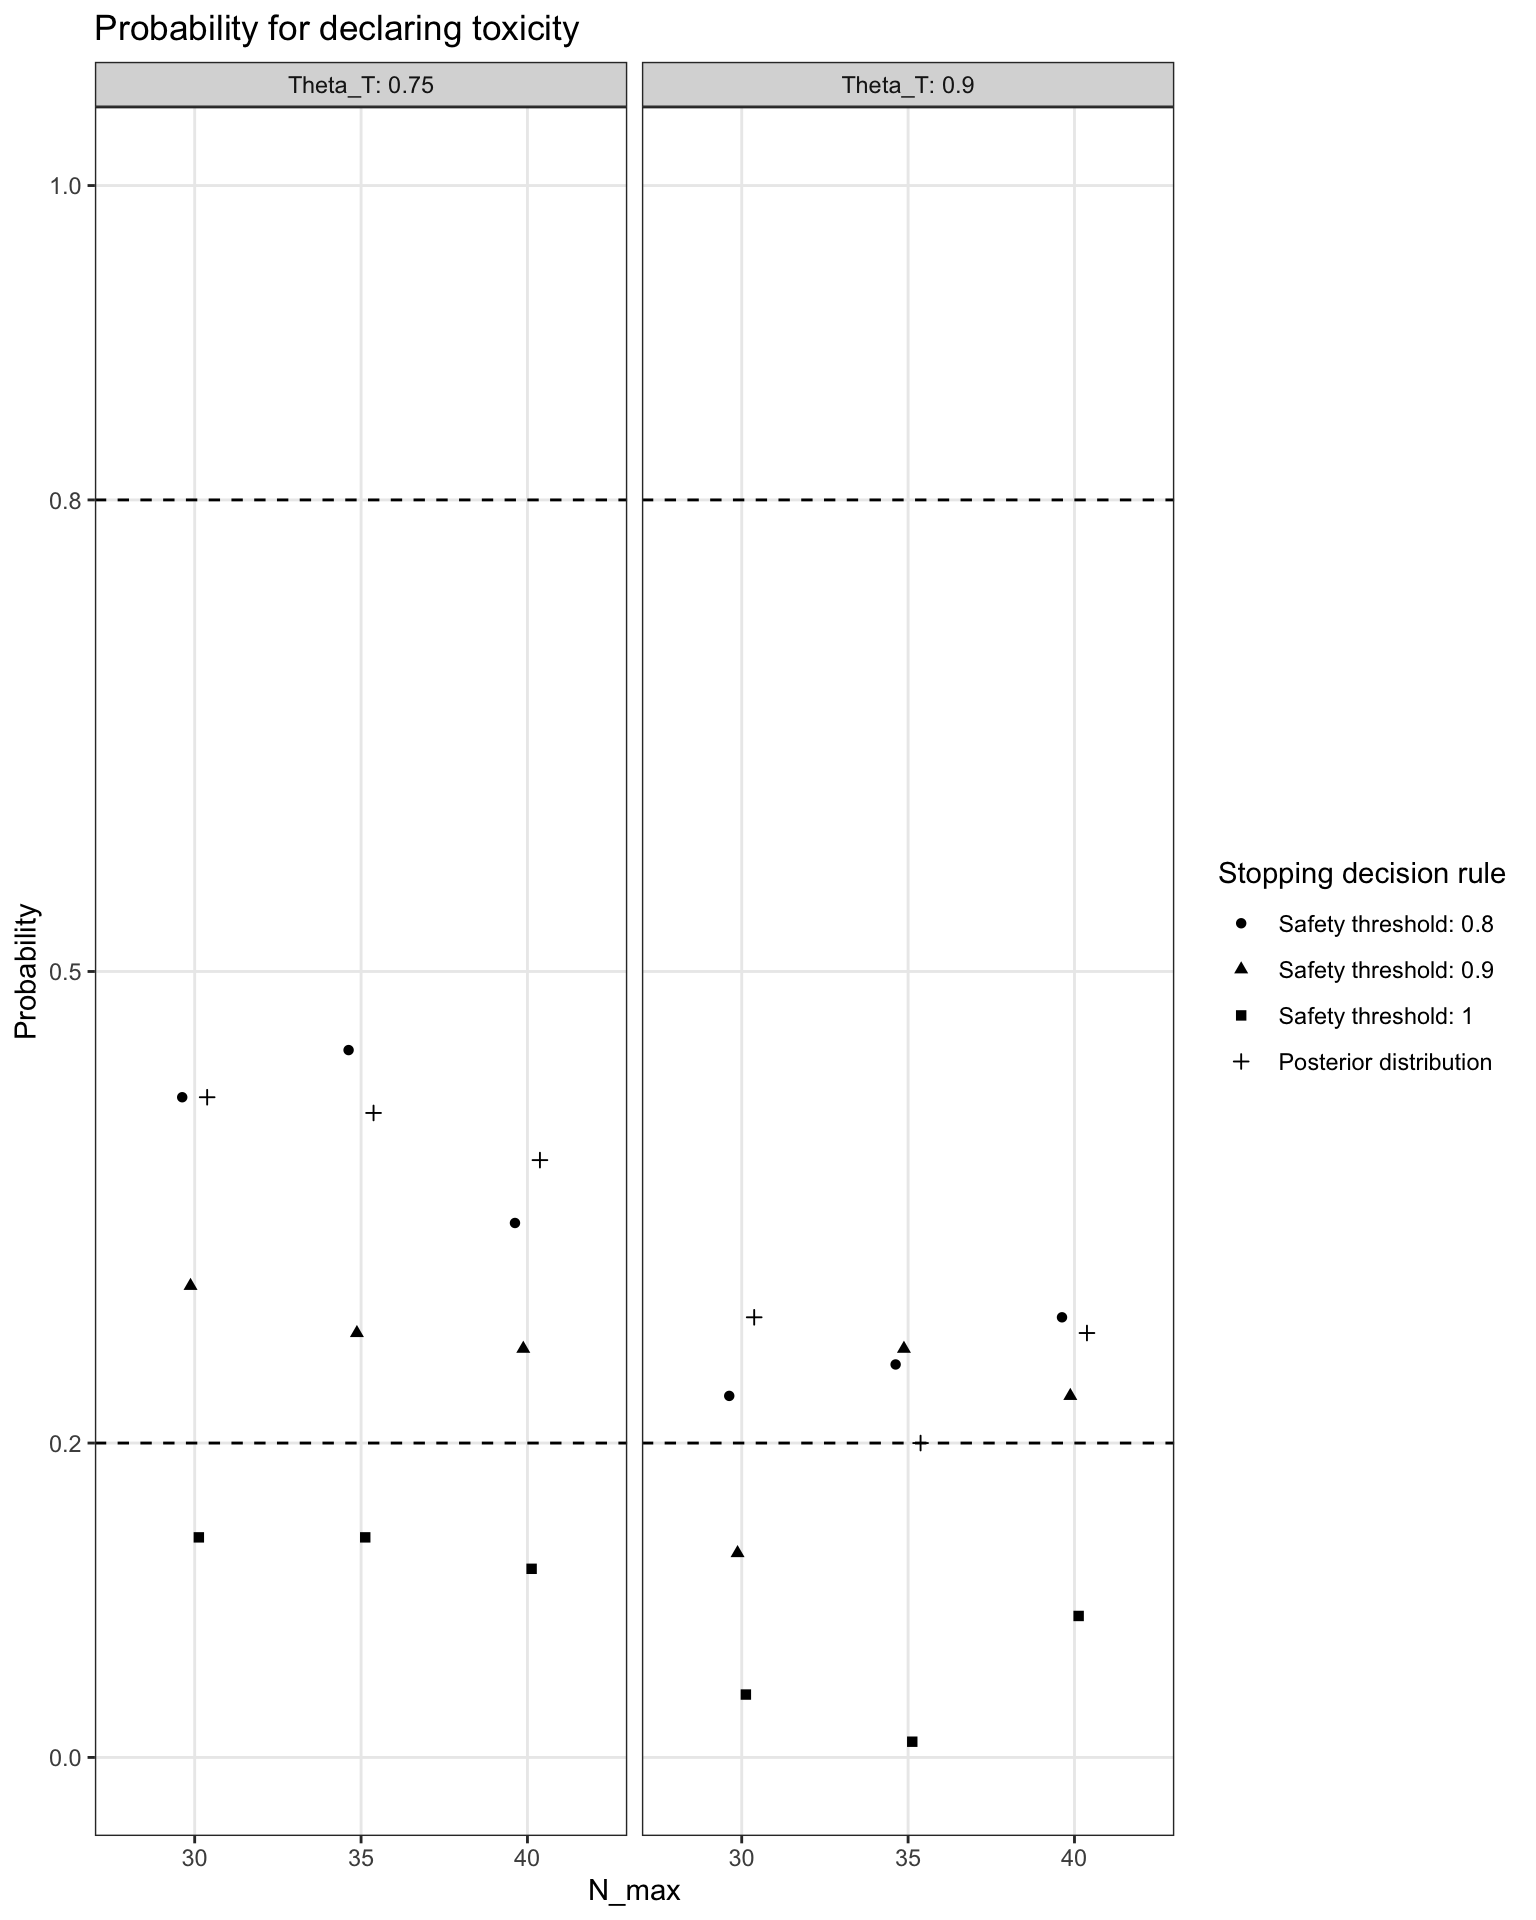 Probability for declaring toxicity
Theta_T: 0.75
Theta_T: 0.9
1.0
0.8
0.5
0.2
0.0
Probability
30
35
40
30
35
40
N_max
Stopping decision rule
Safety threshold: 0.8
Safety threshold: 0.9
Safety threshold: 1
Posterior distribution